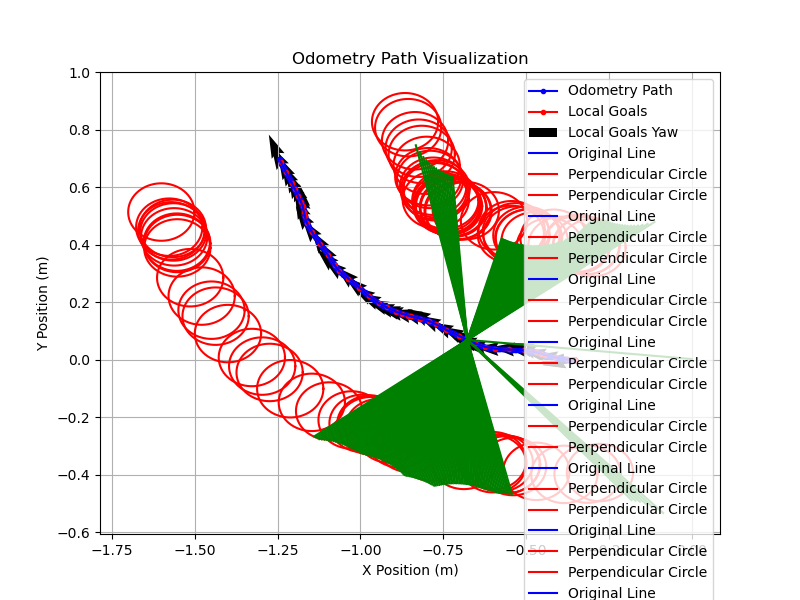 Odometry Path Visualization
Y Position (m)
1.0
0.8
0.6
0.4
0.2
0.0
−0.2
−0.4
−0.6
−1.75
−1.50
−1.25
−1.00
−0.75
X Position (m)
Odometry Path
Local Goals
Local Goals Yaw
Original Line
Perpendicular Circle
Perpendicular Circle
Original Line
Perpendicular Circle
Perpendicular Circle
Original Line
Perpendicular Circle
Perpendicular Circle
Original Line
Perpendicular Circle
Perpendicular Circle
Original Line
Perpendicular Circle
Perpendicular Circle
Original Line
Perpendicular Circle
Perpendicular Circle
Original Line
Perpendicular Circle
Perpendicular Circle
Original Line